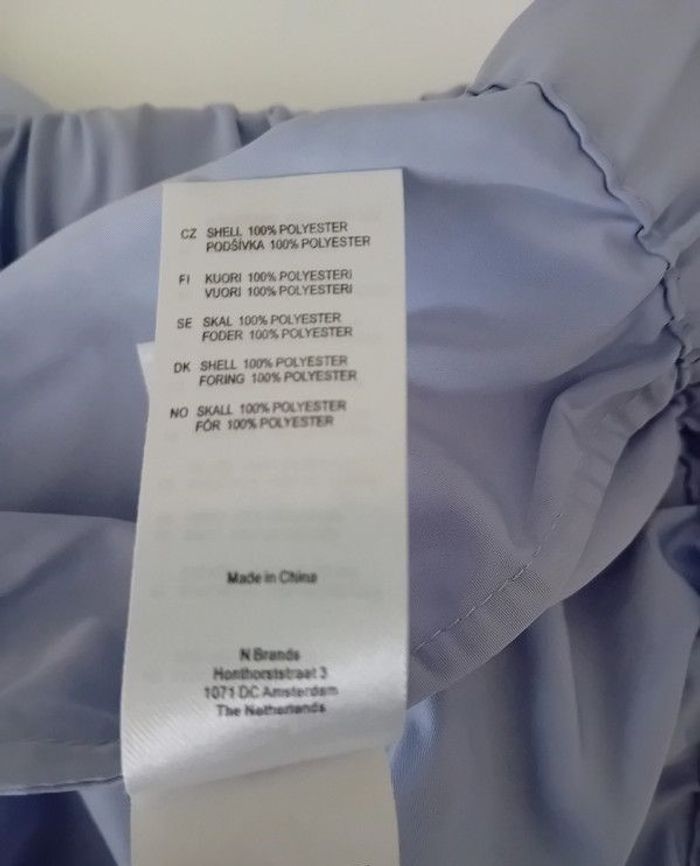 CZ SHELL 100% POLYESTER
PODŠÍVKA 100% POLYESTER
FI KUORI 100% POLYESTERI
VUORI 100% POLYESTERI
SE SKAL 100% POLYESTER
FODER 100% POLYESTER
DK SHELL 100% POLYESTER
FORING 100% POLYESTER
NO SKALL 100% POLYESTER
FÓR 100% POLYESTER
Made in China
N Brands
Honthorststraat 3
1071 DC Amsterdam
The Netherlands